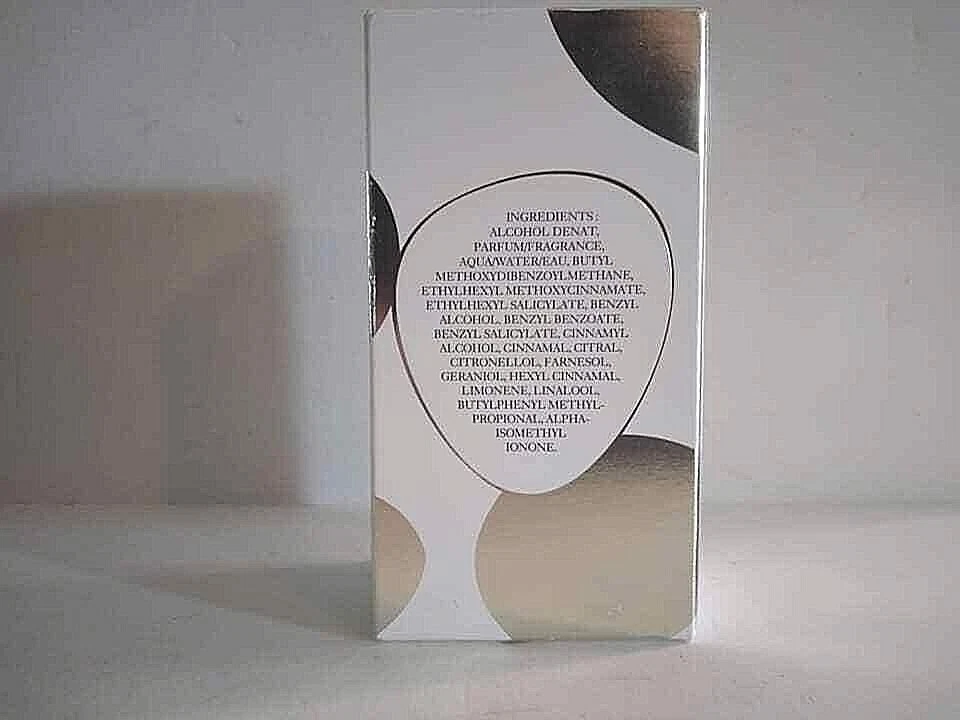 INGREDIENTS :
ALCOHOL DENAT,
PARFUM/FRAGRANCE,
AQUA/WATER/EAU, BUTYL
METHOXYDIBENZOYLMETHANE,
ETHYLHEXYL METHOXYCINNAMATE,
ETHYLHEXYL SALICYLATE, BENZYL
ALCOHOL, BENZYL BENZOATE,
BENZYL SALICYLATE, CINNAMYL
ALCOHOL, CINNAMAL, CITRAL,
CITRONELLOL, FARNESOL,
GERANIOL, HEXYL CINNAMAL,
LIMONENE, LINALOOL,
BUTYLPHENYL METHYL-
PROPIONAL, ALPHA-
ISOMETHYL
IONONE.